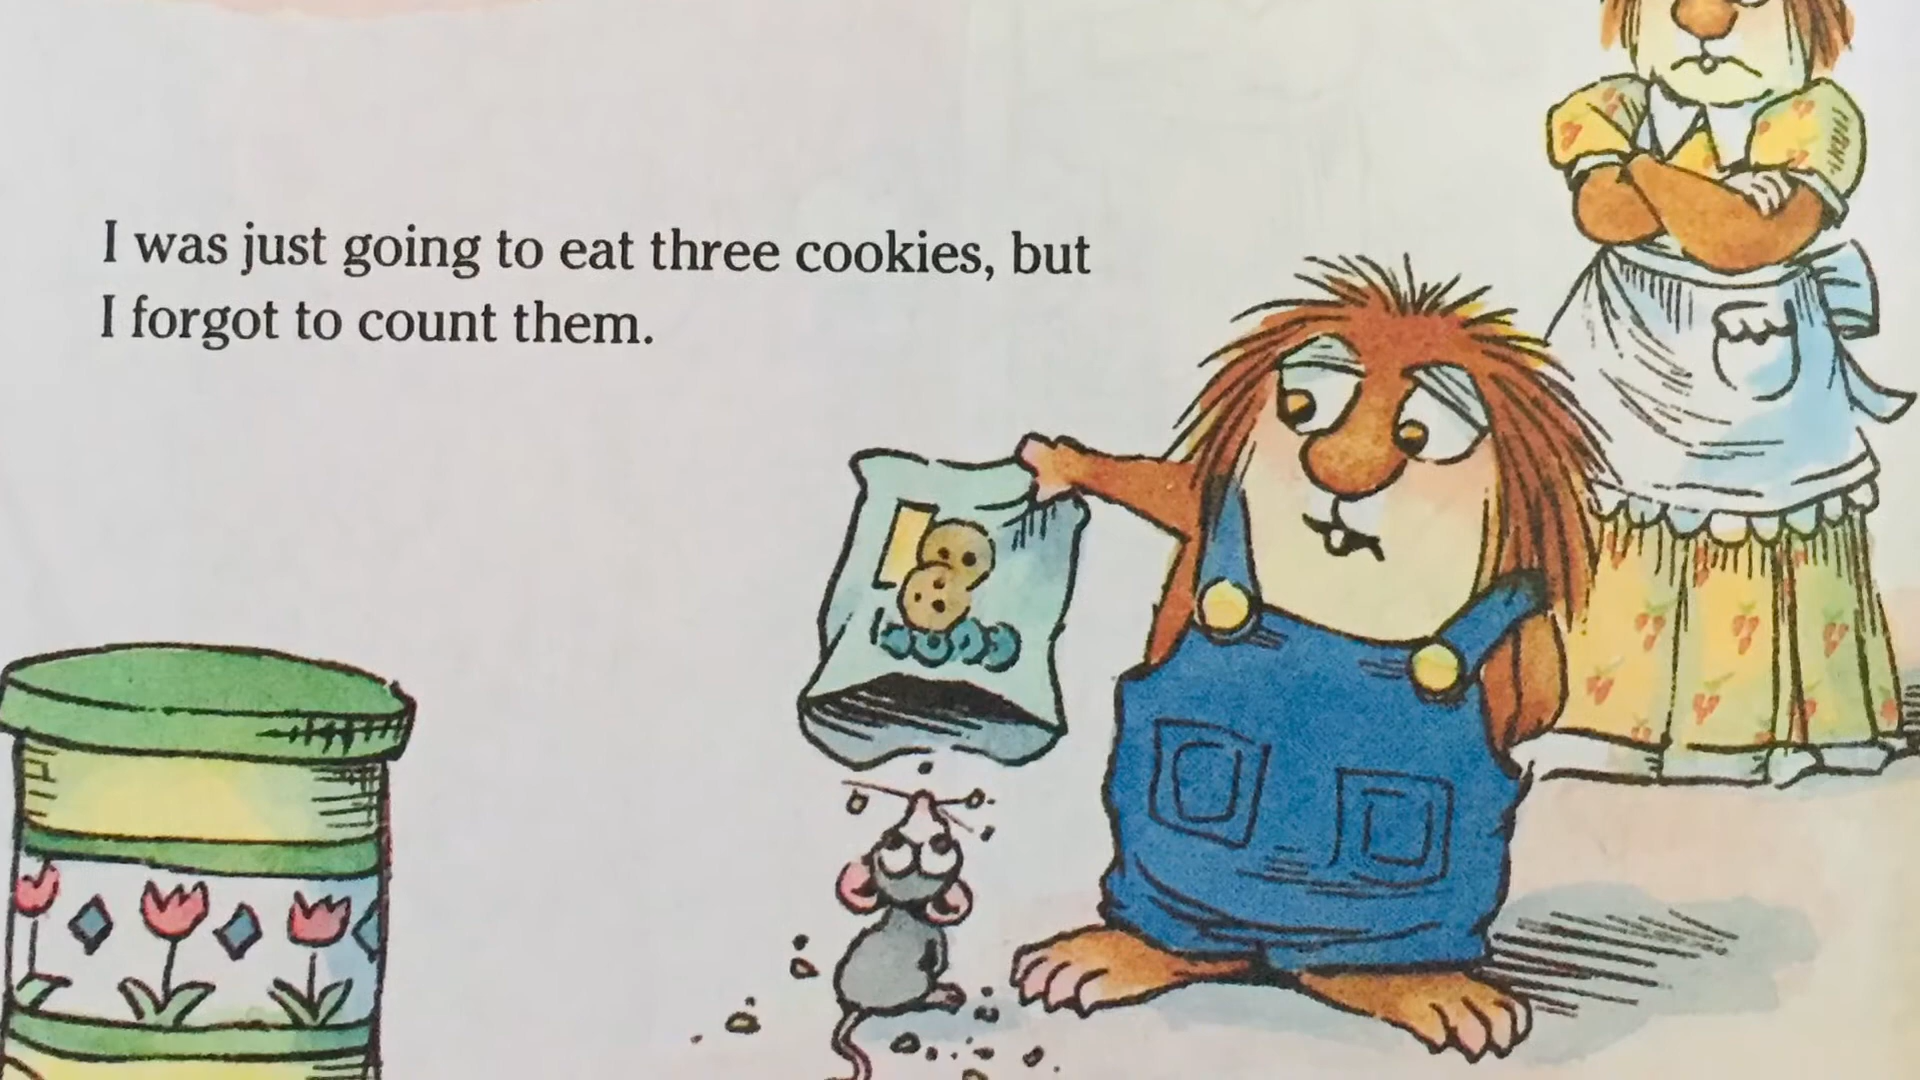 I was just going to eat three cookies, but
I forgot to count them.